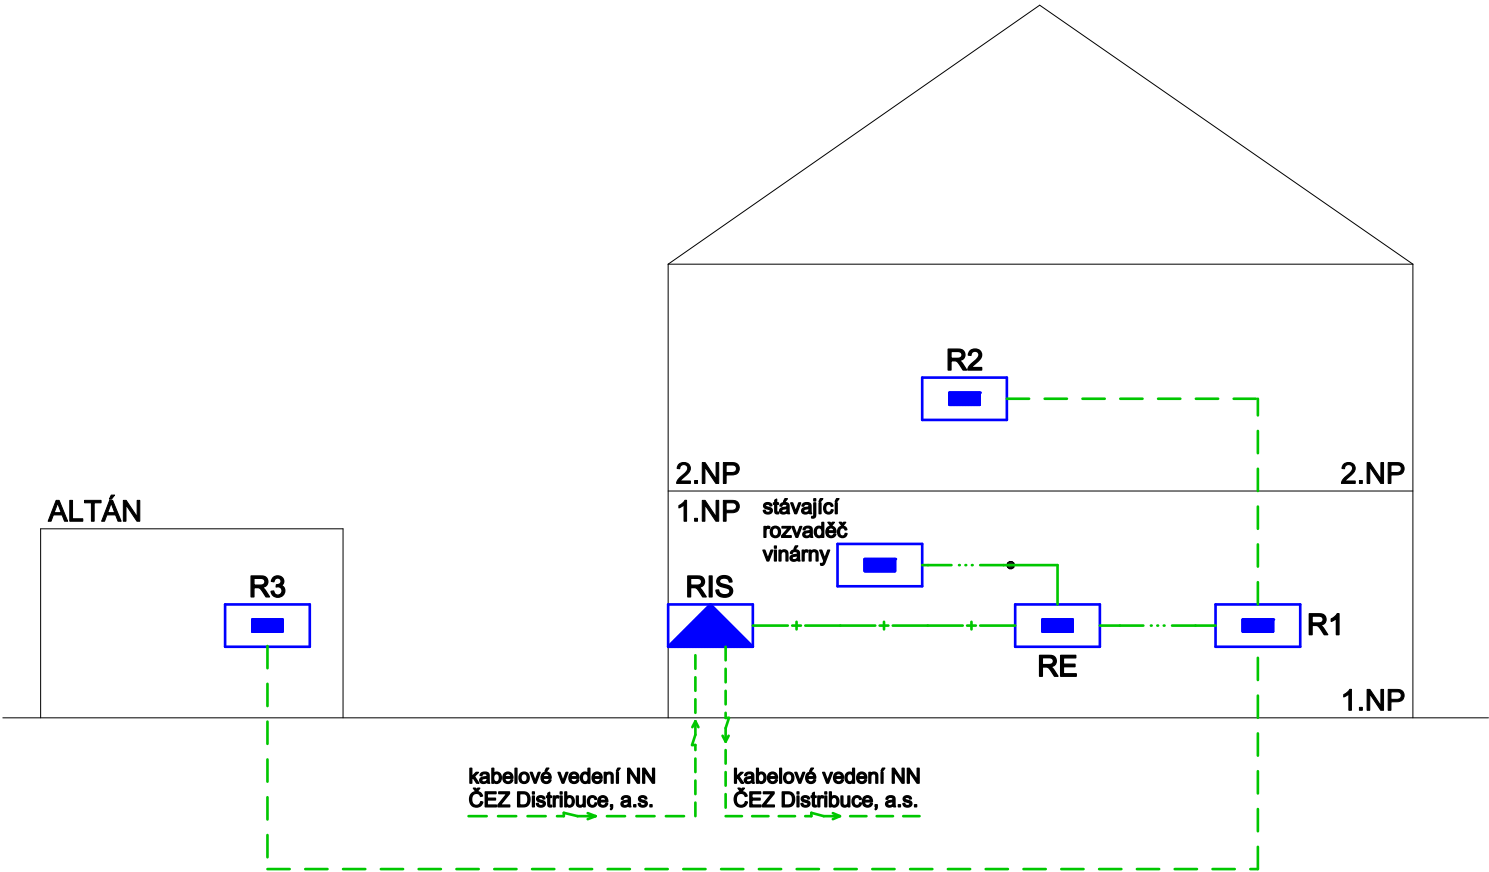 R2
2.NP
2.NP
ALTÁN
1.NP
stávající
rozvaděč
vinárny
R3
RIS
R1
RE
1.NP
kabelové vedení NN
ČEZ Distribuce, a.s.
kabelové vedení NN
ČEZ Distribuce, a.s.